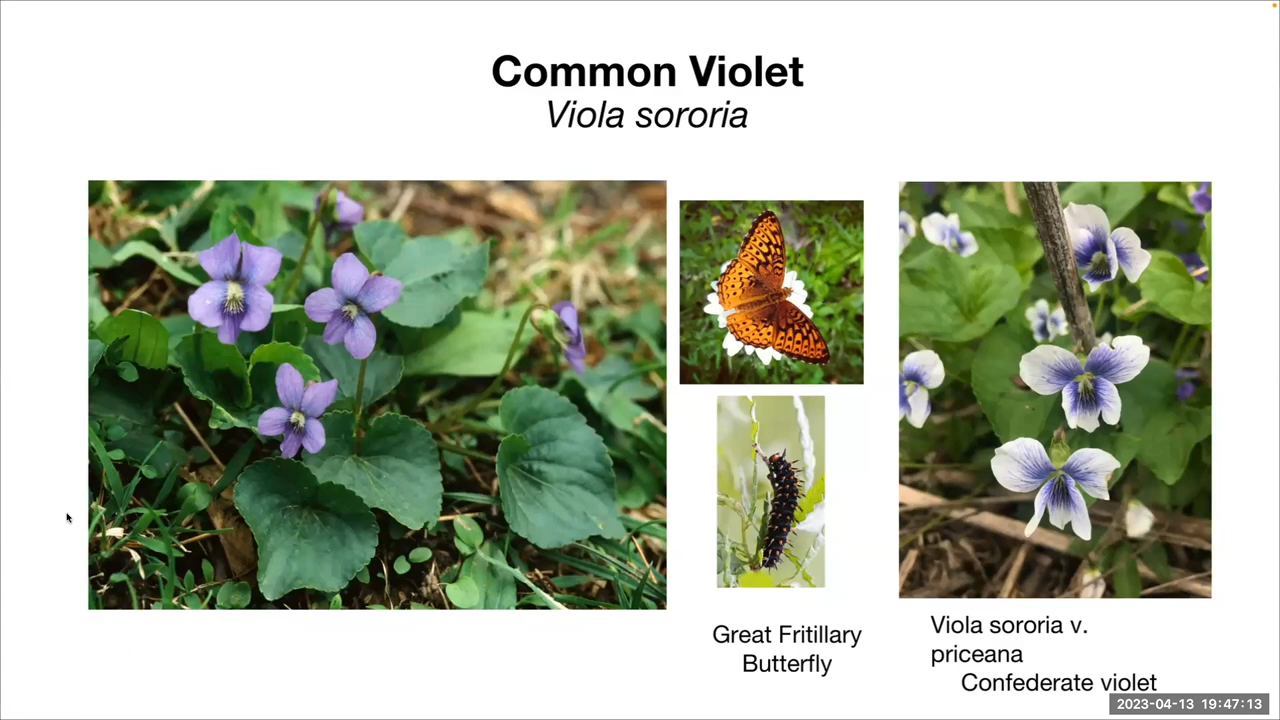 Common Violet
Viola sororia
Great Fritillary
Butterfly
Viola sororia v.
priceana
Confederate violet
2023-04-13 19:47:13